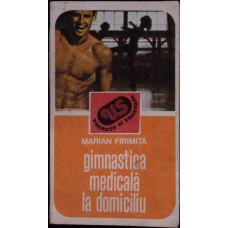 MARIAN FIRIMIȚĂ
gimnastica
medicală
la domiciliu